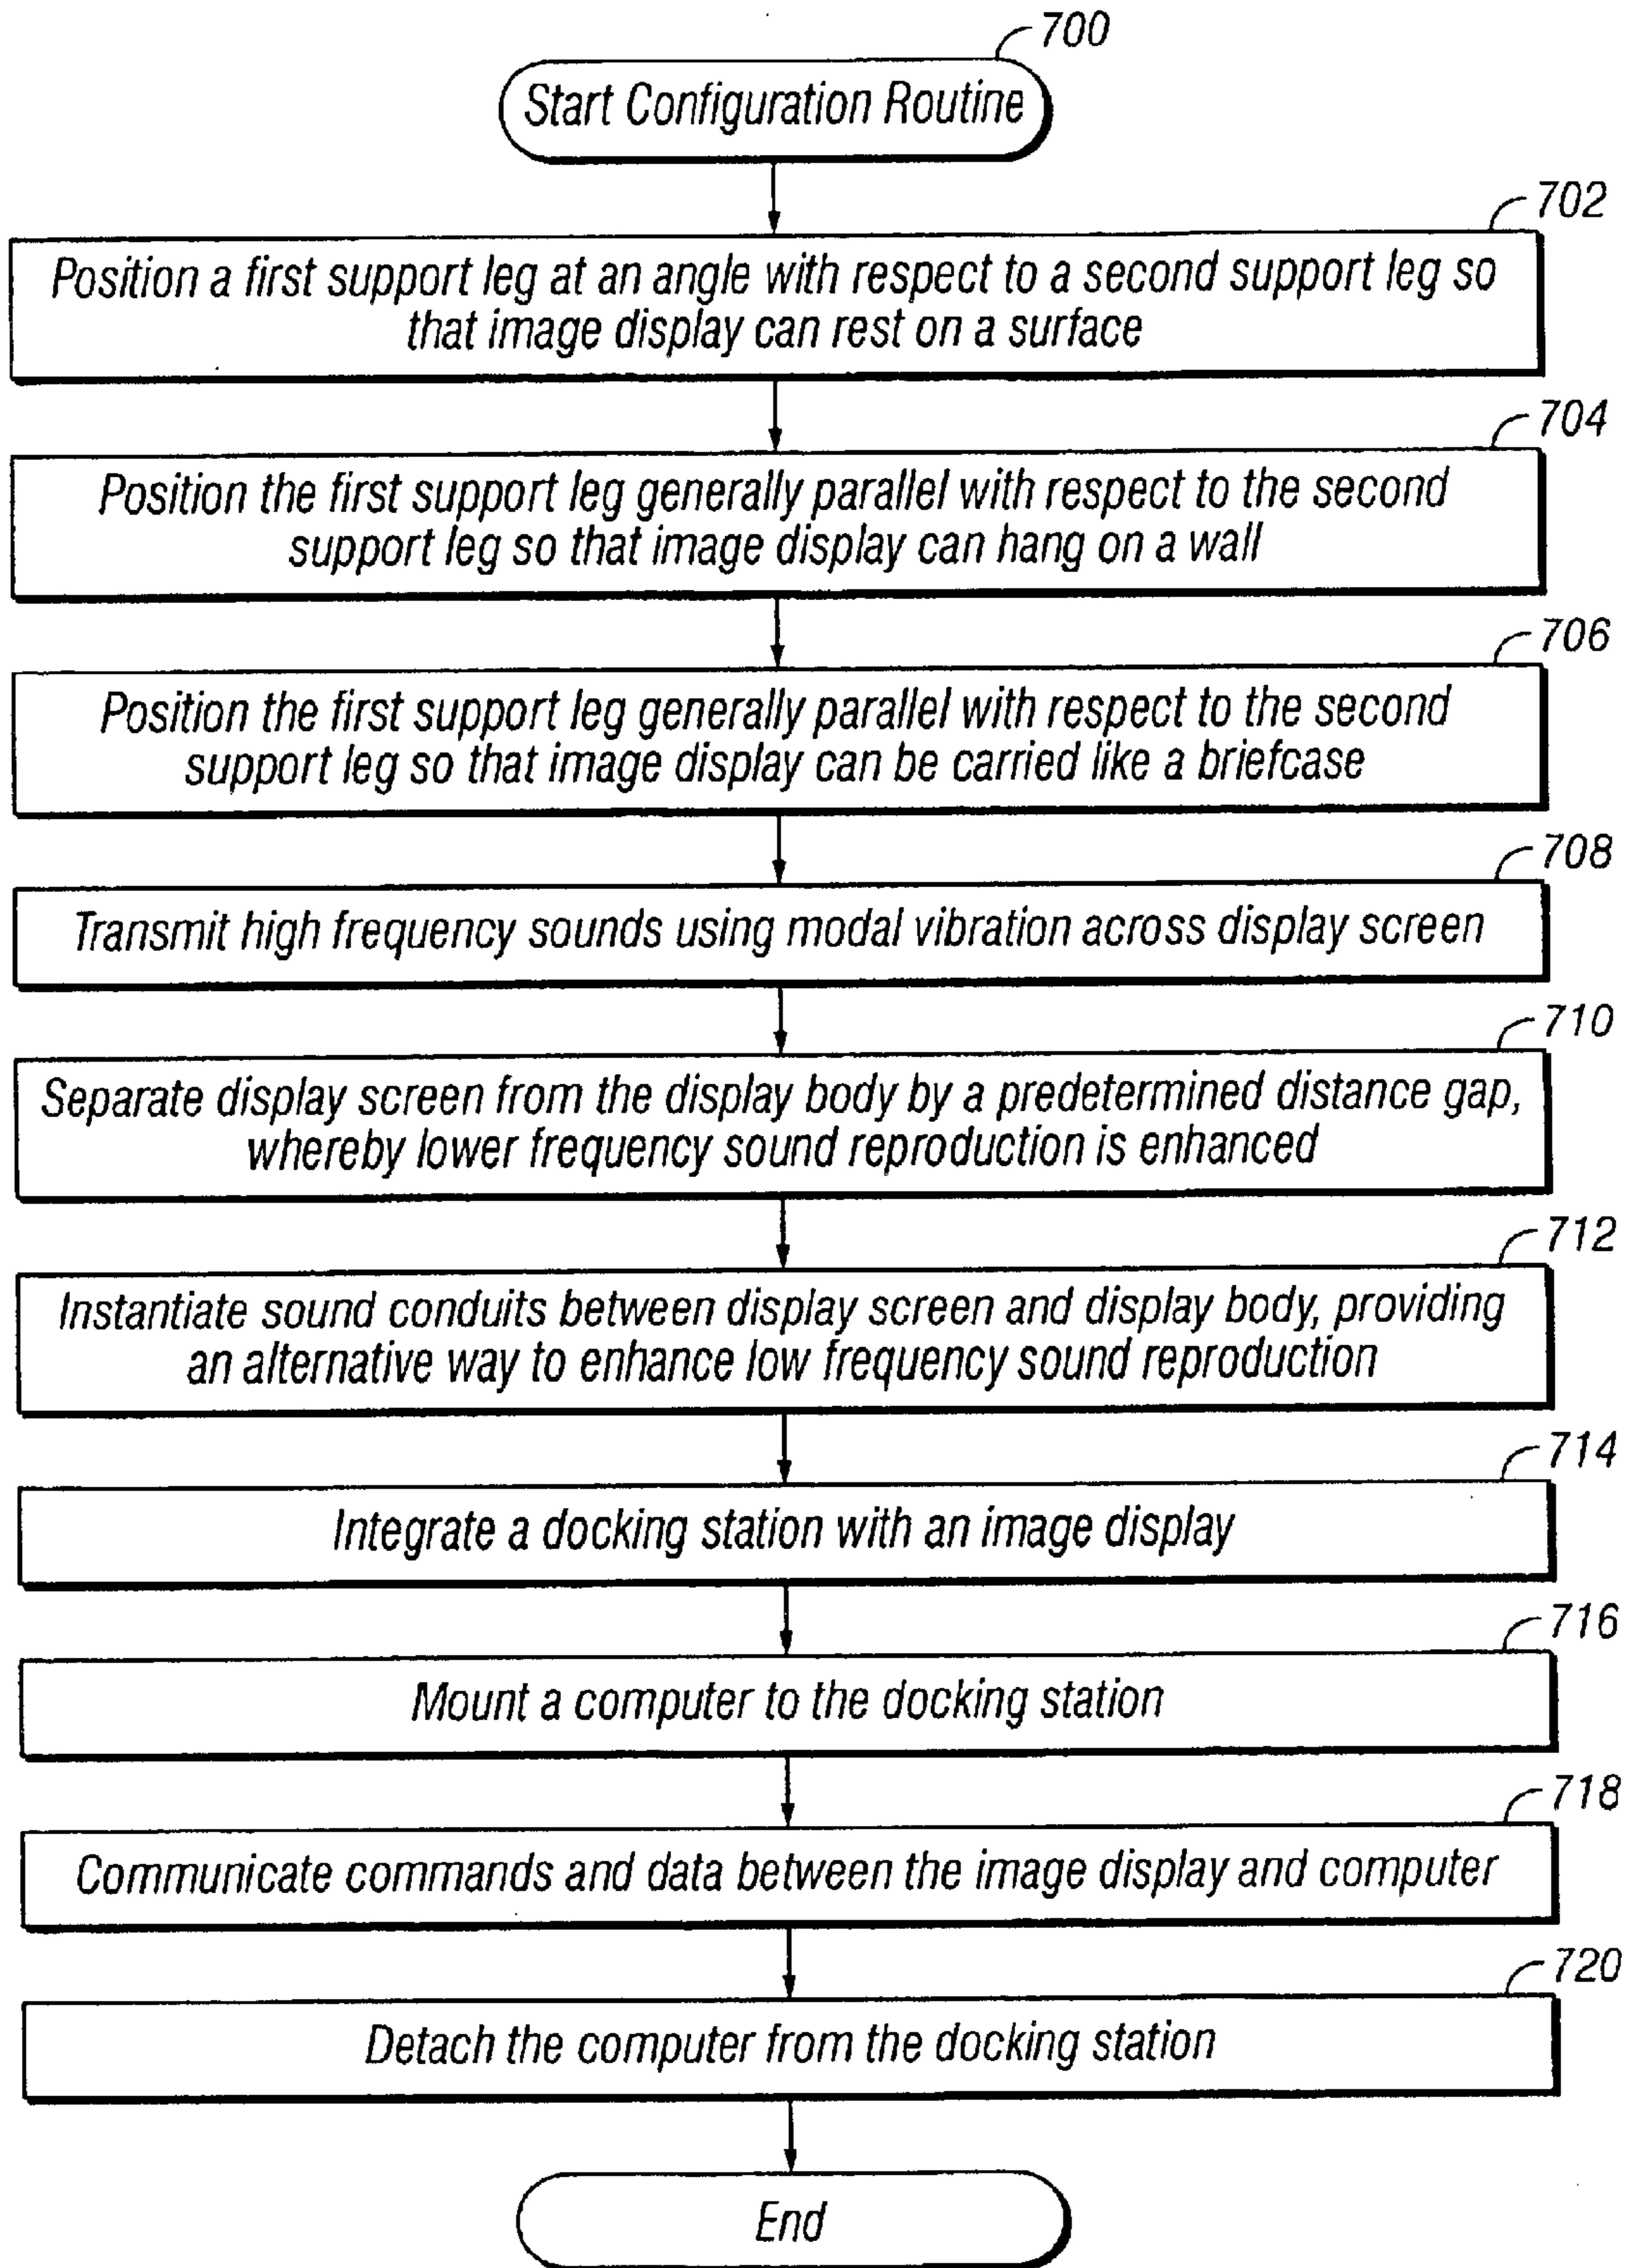 700
Start Configuration Routine
702
Position a first support leg at an angle with respect to a second support leg so
that image display can rest on a surface
704
Position the first support leg generally parallel with respect to the second
support leg so that image display can hang on a wall
706
Position the first support leg generally parallel with respect to the second
support leg so that image display can be carried like a briefcase
708
Transmit high frequency sounds using modal vibration across display screen
710
Separate display screen from the display body by a predetermined distance gap,
whereby lower frequency sound reproduction is enhanced
712
Instantiate sound conduits between display screen and display body, providing
an alternative way to enhance low frequency sound reproduction
714
Integrate a docking station with an image display
716
Mount a computer to the docking station
718
Communicate commands and data between the image display and computer
720
Detach the computer from the docking station
End